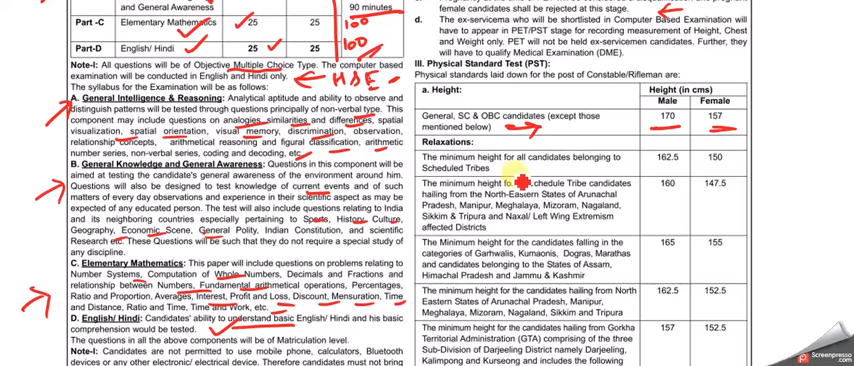 and General Awareness
90 minutes
Part -C Elementary Mathematics 25 25
100
Part-D English/ Hindi 25 25
100
Note-I: All questions will be of Objective Multiple Choice Type. The computer based
examination will be conducted in English and Hindi only.
HSE
The syllabus for the Examination will be as follows:
A. General Intelligence & Reasoning: Analytical aptitude and ability to observe and
distinguish patterns will be tested through questions principally of non-verbal type. This
component may include questions on analogies, similarities and differences, spatial
visualization, spatial orientation, visual memory, discrimination, observation,
relationship concepts, arithmetical reasoning and figural classification, arithmetic
number series, non-verbal series, coding and decoding, etc.
B. General Knowledge and General Awareness: Questions in this component will be
aimed at testing the candidate's general awareness of the environment around him.
Questions will also be designed to test knowledge of current events and of such
matters of every day observations and experience in their scientific aspect as may be
expected of any educated person. The test will also include questions relating to India
and its neighboring countries especially pertaining to Sports, History, Culture,
Geography, Economic Scene, General Polity, Indian Constitution, and scientific
Research etc. These Questions will be such that they do not require a special study of
any discipline.
C. Elementary Mathematics: This paper will include questions on problems relating to
Number Systems, Computation of Whole Numbers, Decimals and Fractions and
relationship between Numbers, Fundamental arithmetical operations, Percentages,
Ratio and Proportion, Averages, Interest, Profit and Loss, Discount, Mensuration, Time
and Distance, Ratio and Time, Time and Work, etc.
D. English/ Hindi: Candidates' ability to understand basic English/ Hindi and his basic
comprehension would be tested.
The questions in all the above components will be of Matriculation level.
Note-I: Candidates are not permitted to use mobile phone, calculators, Bluetooth
devices or any other electronic/ electrical device. Therefore candidates must not bring
female candidates shall be rejected at this stage.
d. The ex-servicema who will be shortlisted in Computer Based Examination will
have to appear in PET/PST stage for recording measurement of Height, Chest
and Weight only. PET will not be held ex-servicemen candidates. Further, they
will have to qualify Medical Examination (DME).
III. Physical Standard Test (PST):
Physical standards laid down for the post of Constable/Rifleman are:
a. Height: Height (in cms)
Male Female
General, SC & OBC candidates (except those
mentioned below) 170 157
Relaxations:
The minimum height for all candidates belonging to
Scheduled Tribes 162.5 150
The minimum height chedule Tribe candidates
hailing from the North-Eastern States of Arunachal
Pradesh, Manipur, Meghalaya, Mizoram, Nagaland,
Sikkim & Tripura and Naxal/ Left Wing Extremism
affected Districts 160 147.5
The Minimum height for the candidates falling in the
categories of Garhwalis, Kumaonis, Dogras, Marathas
and candidates belonging to the States of Assam,
Himachal Pradesh and Jammu & Kashmir 165 155
The minimum height for the candidates hailing from North
Eastern States of Arunachal Pradesh, Manipur,
Meghalaya, Mizoram, Nagaland, Sikkim and Tripura 162.5 152.5
The minimum height for the candidates hailing from Gorkha
Territorial Administration (GTA) comprising of the three
Sub-Division of Darjeeling District namely Darjeeling,
Kalimpong and Kurseong and includes the following 157 152.5
Screenpresso.com